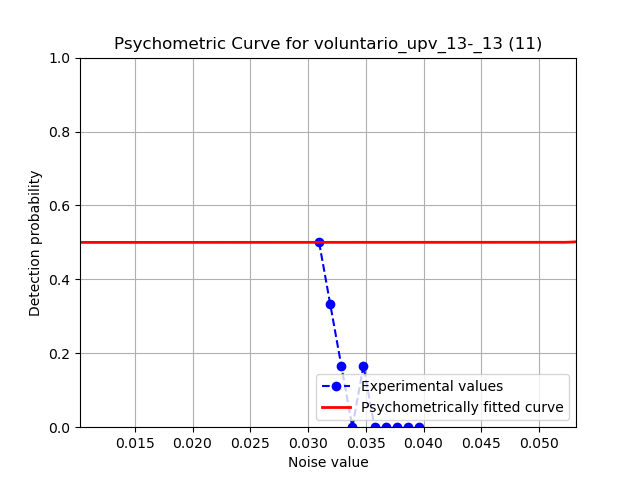 Psychometric Curve for voluntario_upv_13-_13 (11)
Detection probability
1.0
0.8
0.6
0.4
0.2
0.0
Experimental values
Psychometrically fitted curve
0.015 0.020 0.025 0.030 0.035 0.040 0.045 0.050
Noise value